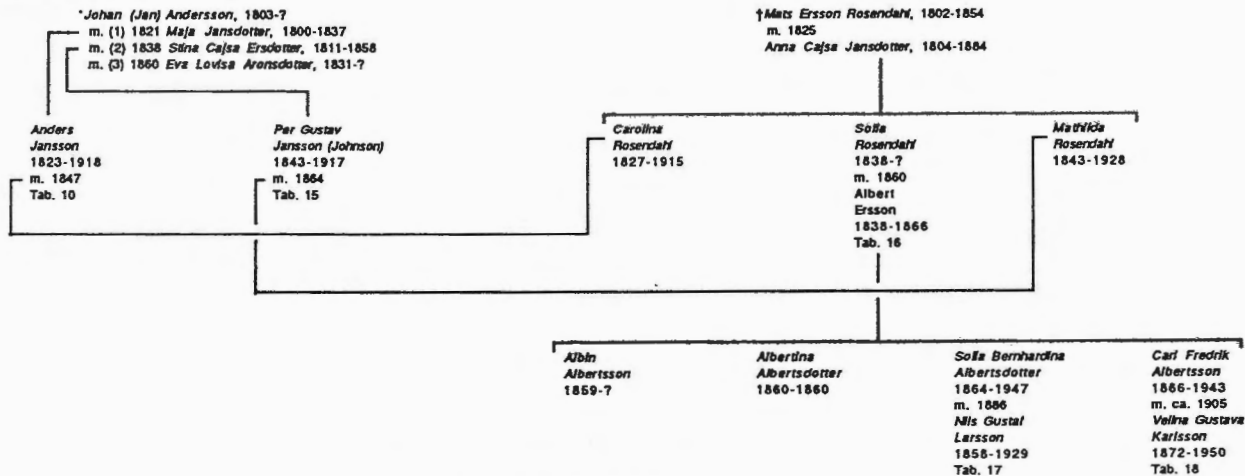 *Johan (Jan) Andersson, 1803-?
m. (1) 1821 Maja Jansdotter, 1800-1837
m. (2) 1838 Stina Cajsa Ersdotter, 1811-1858
m. (3) 1860 Eva Lovisa Aronsdotter, 1831-?
†Mats Ersson Rosendahl, 1802-1854
m. 1825
Anna Cajsa Jansdotter, 1804-1884
Anders
Jansson
1823-1918
m. 1847
Tab. 10
Per Gustav
Jansson (Johnson)
1843-1917
m. 1864
Tab. 15
Carolina
Rosendahl
1827-1915
Sofia
Rosendahl
1838-?
m. 1860
Albert
Ersson
1838-1866
Tab. 16
Mathilda
Rosendahl
1843-1928
Albin
Albertsson
1859-?
Albertina
Albertsdotter
1860-1860
Sofia Bernhardina
Albertsdotter
1864-1947
m. 1886
Nils Gustaf
Larsson
1858-1929
Tab. 17
Carl Fredrik
Albertsson
1866-1943
m. ca. 1905
Velina Gustava
Karlsson
1872-1950
Tab. 18